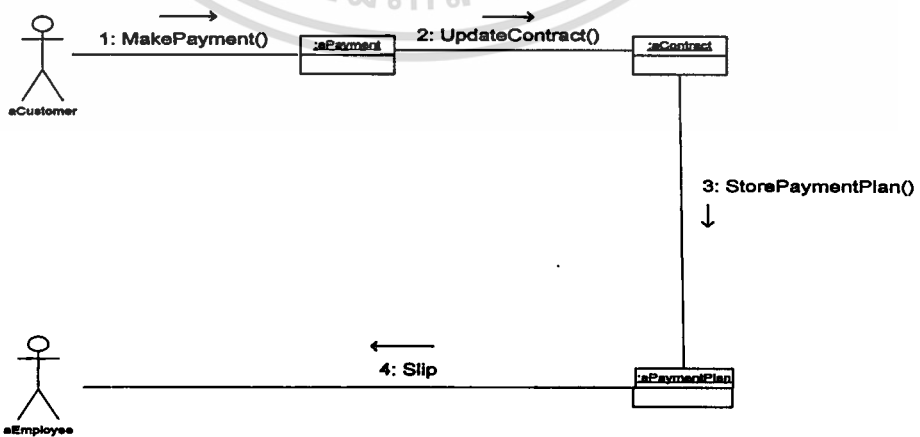 1: MakePayment()
:aPayment
2: UpdateContract()
:aContract
aCustomer
3: StorePaymentPlan()
4: Slip
:aPaymentPlan
aEmployee